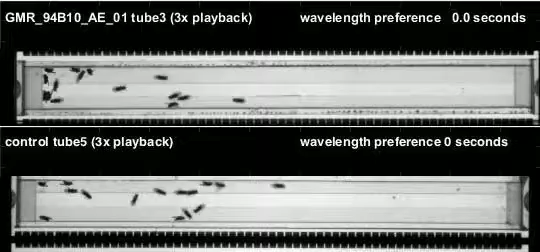 GMR_94B10_AE_01 tube3 (3x playback) wavelength preference 0.0 seconds
control tube5 (3x playback) wavelength preference 0 seconds